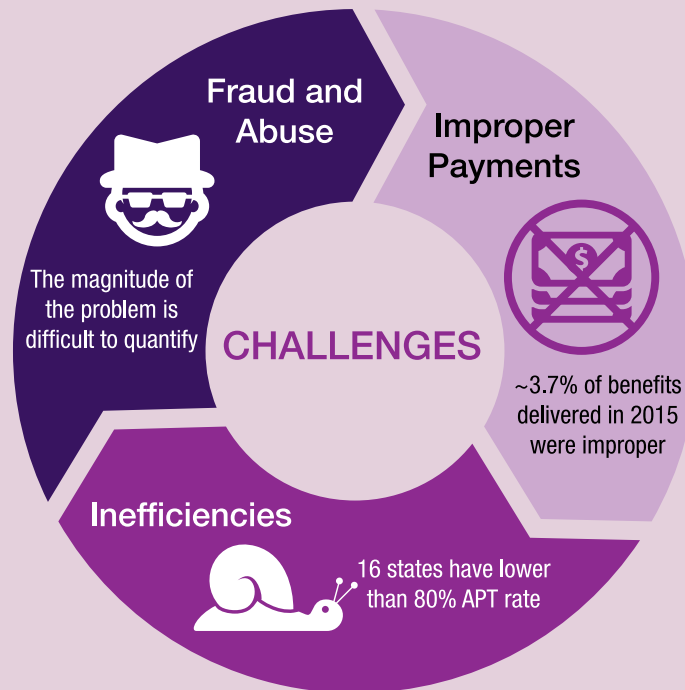 Fraud and
Abuse
The magnitude of
the problem is
difficult to quantify
Improper
Payments
$
~3.7% of benefits
delivered in 2015
were improper
CHALLENGES
Inefficiencies
16 states have lower
than 80% APT rate